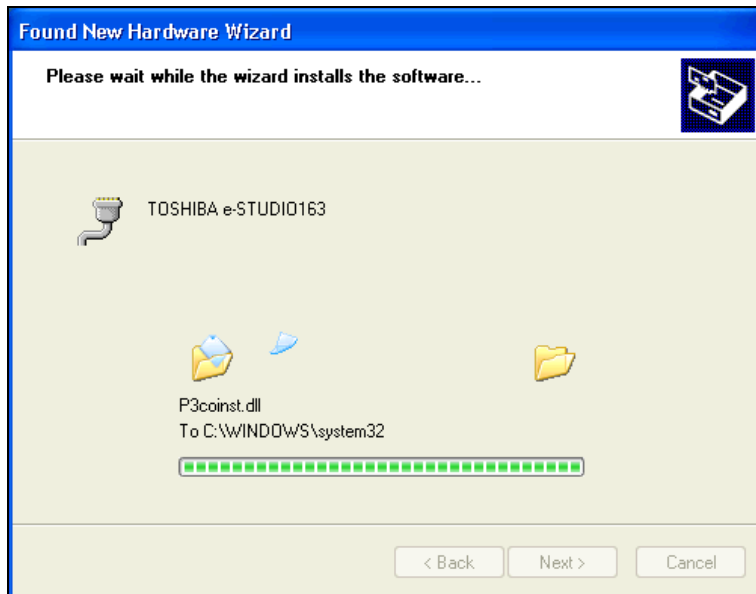 Found New Hardware Wizard
Please wait while the wizard installs the software...
TOSHIBA e-STUDIO163
P3coinst.dll
To C:\WINDOWS\system32
< Back
Next >
Cancel